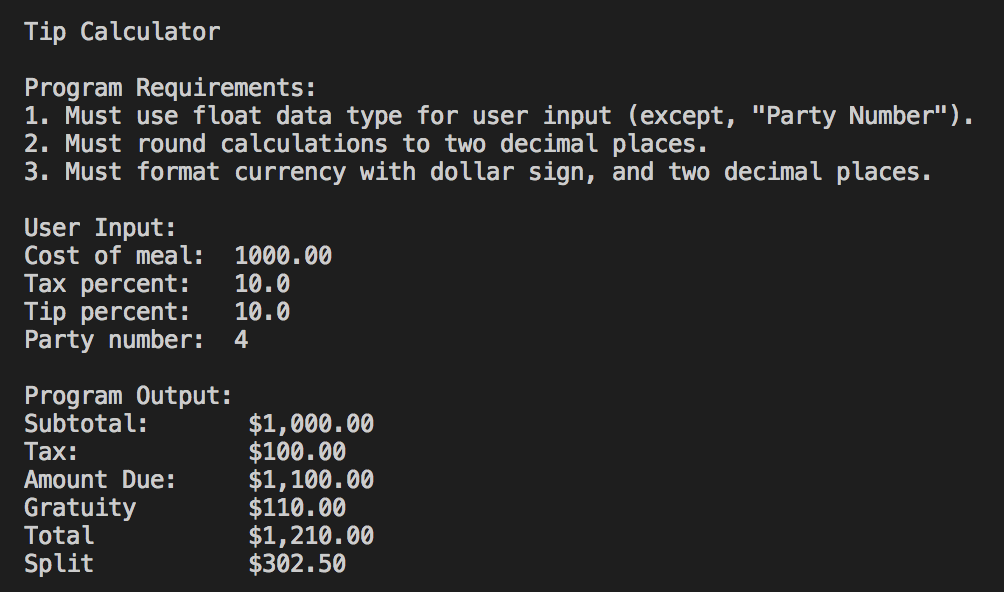 Tip Calculator
Program Requirements:
1. Must use float data type for user input (except, "Party Number").
2. Must round calculations to two decimal places.
3. Must format currency with dollar sign, and two decimal places.
User Input:
Cost of meal: 1000.00
Tax percent: 10.0
Tip percent: 10.0
Party number: 4
Program Output:
Subtotal: $1,000.00
Tax: $100.00
Amount Due: $1,100.00
Gratuity $110.00
Total $1,210.00
Split $302.50